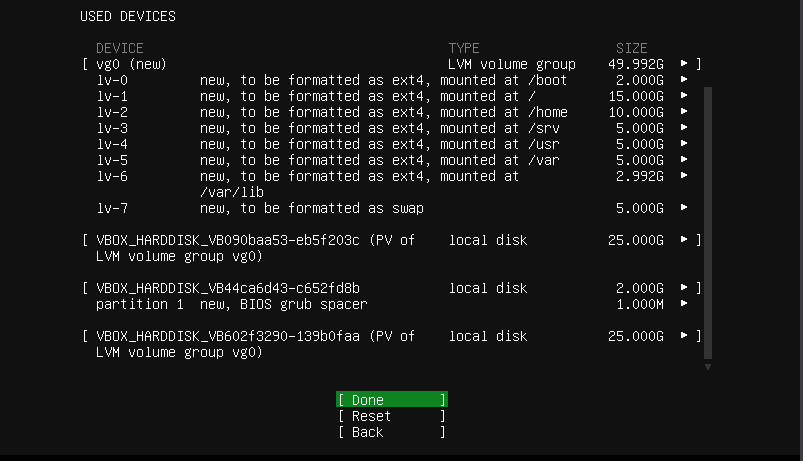 USED DEVICES
DEVICE TYPE SIZE
[ vg0 (new) LVM volume group 49.992G ► ]
lv-0 new, to be formatted as ext4, mounted at /boot 2.000G ►
lv-1 new, to be formatted as ext4, mounted at / 15.000G ►
lv-2 new, to be formatted as ext4, mounted at /home 10.000G ►
lv-3 new, to be formatted as ext4, mounted at /srv 5.000G ►
lv-4 new, to be formatted as ext4, mounted at /usr 5.000G ►
lv-5 new, to be formatted as ext4, mounted at /var 5.000G ►
lv-6 new, to be formatted as ext4, mounted at 2.992G ►
/var/lib
lv-7 new, to be formatted as swap 5.000G ►
[ VBOX_HARDDISK_VB090baa53-eb5f203c (PV of local disk 25.000G ► ]
LVM volume group vg0)
[ VBOX_HARDDISK_VB44ca6d43-c652fd8b local disk 2.000G ► ]
partition 1 new, BIOS grub spacer 1.000M ►
[ VBOX_HARDDISK_VB602f3290-139b0faa (PV of local disk 25.000G ► ]
LVM volume group vg0)
[ Done ]
[ Reset ]
[ Back ]